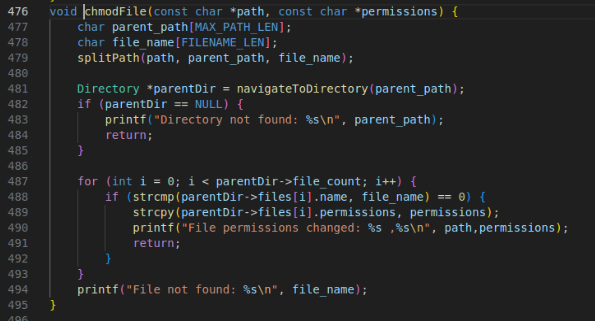 476 void chmodFile(const char *path, const char *permissions) {
477     char parent_path[MAX_PATH_LEN];
478     char file_name[FILENAME_LEN];
479     splitPath(path, parent_path, file_name);
480
481     Directory *parentDir = navigateToDirectory(parent_path);
482     if (parentDir == NULL) {
483         printf("Directory not found: %s\n", parent_path);
484         return;
485     }
486
487     for (int i = 0; i < parentDir->file_count; i++) {
488         if (strcmp(parentDir->files[i].name, file_name) == 0) {
489             strcpy(parentDir->files[i].permissions, permissions);
490             printf("File permissions changed: %s ,%s\n", path,permissions);
491             return;
492         }
493     }
494     printf("File not found: %s\n", file_name);
495 }
496